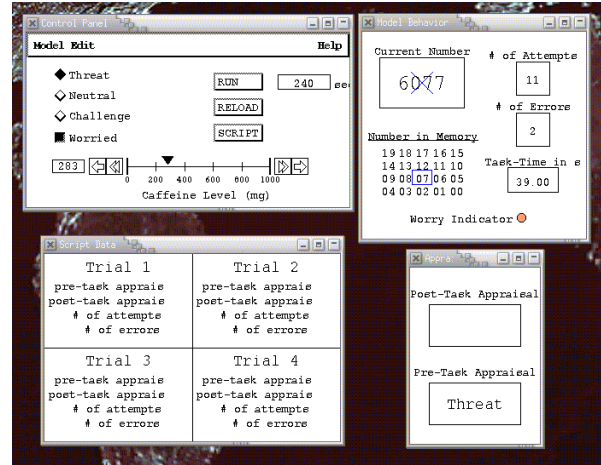 Control Panel
Model Edit Help
Threat
Neutral
Challenge
Worried
RUN 240 sec
RELOAD
SCRIPT
283
0 200 400 600 800 1000
Caffeine Level (mg)
Model Behavior
Current Number
6077
# of Attempts
11
# of Errors
2
Number in Memory
19 18 17 16 15
14 13 12 11 10
09 08 07 06 05
04 03 02 01 00
Task-Time in s
39.00
Worry Indicator
Script Data
Trial 1
pre-task apprais
post-task apprais
# of attempts
# of errors
Trial 2
pre-task apprais
post-task apprais
# of attempts
# of errors
Trial 3
pre-task apprais
post-task apprais
# of attempts
# of errors
Trial 4
pre-task apprais
post-task apprais
# of attempts
# of errors
Appra
Post-Task Appraisal
Pre-Task Appraisal
Threat